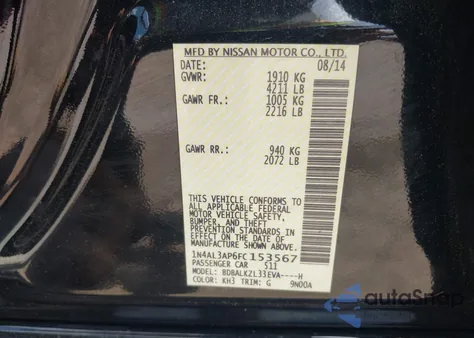 MFD BY NISSAN MOTOR CO., LTD.
DATE: 08/14
GVWR: 1910 KG
4211 LB
GAWR FR.: 1005 KG
2216 LB
GAWR RR.: 940 KG
2072 LB
THIS VEHICLE CONFORMS TO
ALL APPLICABLE FEDERAL
MOTOR VEHICLE SAFETY,
BUMPER, AND THEFT
PREVENTION STANDARDS IN
EFFECT ON THE DATE OF
MANUFACTURE SHOWN ABOVE.
1N4AL3AP6FC153567
PASSENGER CAR S11
MODEL: BDBALKZL33EVA----H
COLOR: KH3 TRIM: G 9N00A
autoSnap